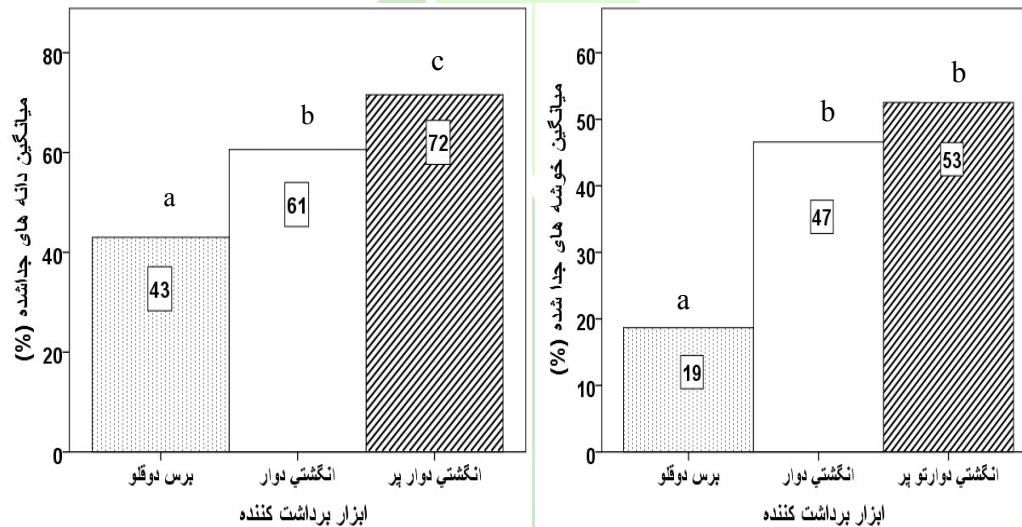 میانگین دانه های جداشده (%)
80
60
40
20
0
a
b
c
43
61
72
برس دوقلو
انگشتي دوار
انگشتي دوار پر
ابزار برداشت کننده
میانگین خوشه های جدا شده (%)
60
50
40
30
20
10
0
a
b
b
19
47
53
برس دوقلو
انگشتي دوار
انگشتي دوارتو پر
ابزار برداشت کننده